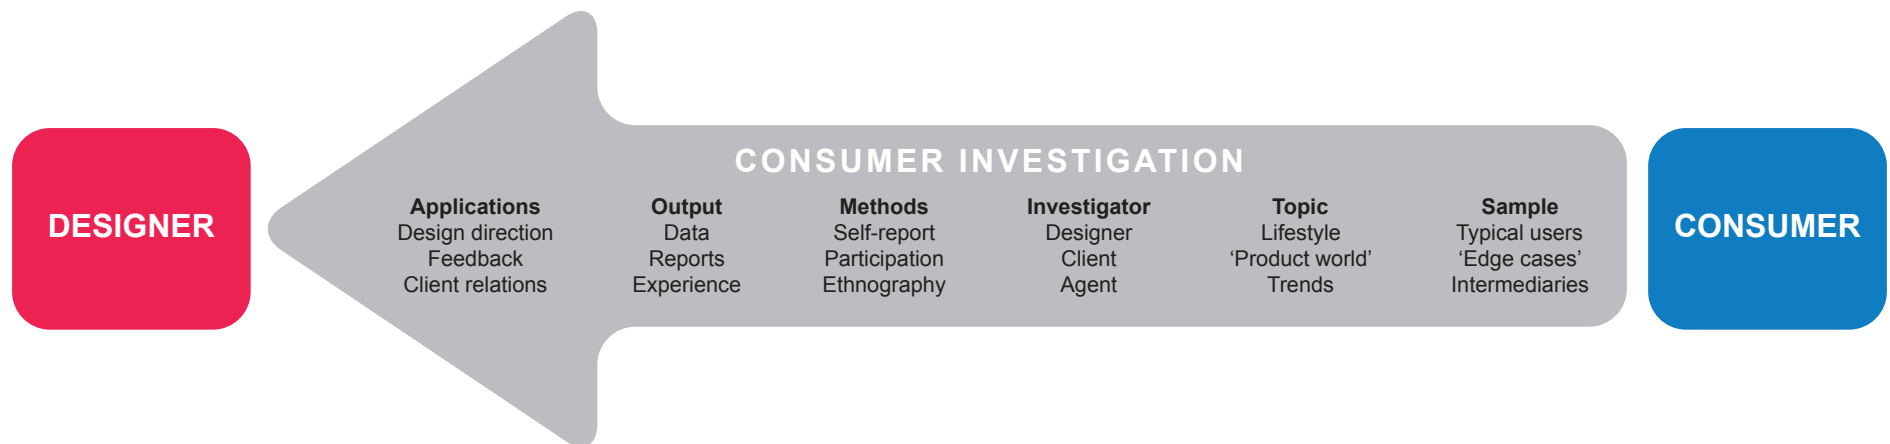 DESIGNER
CONSUMER INVESTIGATION
Applications
Design direction
Feedback
Client relations
Output
Data
Reports
Experience
Methods
Self-report
Participation
Ethnography
Investigator
Designer
Client
Agent
Topic
Lifestyle
‘Product world’
Trends
Sample
Typical users
‘Edge cases’
Intermediaries
CONSUMER